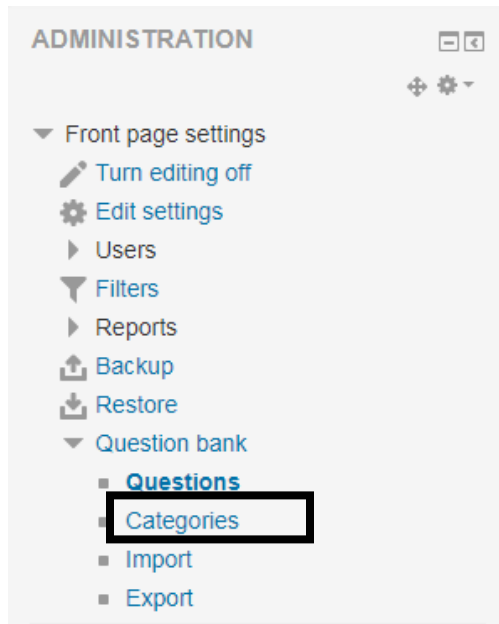 ADMINISTRATION
Front page settings
Turn editing off
Edit settings
Users
Filters
Reports
Backup
Restore
Question bank
Questions
Categories
Import
Export